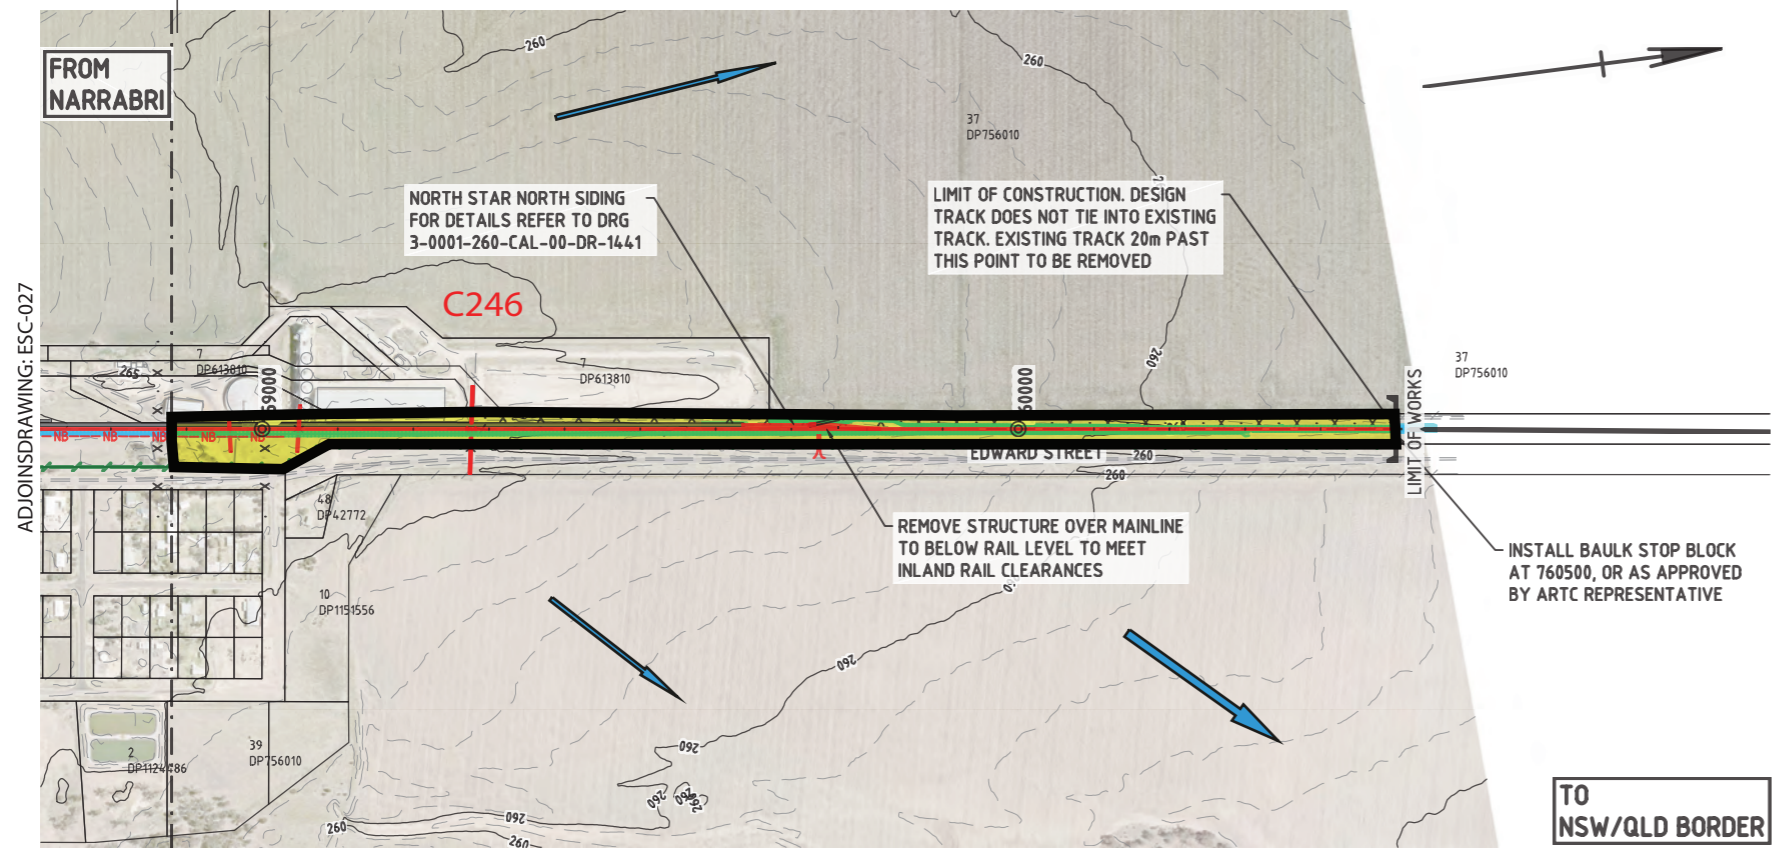 FROM
NARRABRI
ADJOINSDRAWING: ESC-027
260
260
37
DP756010
NORTH STAR NORTH SIDING
FOR DETAILS REFER TO DRG
3-0001-260-CAL-00-DR-1441
LIMIT OF CONSTRUCTION. DESIGN
TRACK DOES NOT TIE INTO EXISTING
TRACK. EXISTING TRACK 20m PAST
THIS POINT TO BE REMOVED
C246
7
DP613810
265
59000
7
DP613810
60000
260
37
DP756010
LIMIT OF WORKS
NB
NB
NB
NB
NB
EDWARD STREET
260
260
48
DP42772
REMOVE STRUCTURE OVER MAINLINE
TO BELOW RAIL LEVEL TO MEET
INLAND RAIL CLEARANCES
INSTALL BAULK STOP BLOCK
AT 760500, OR AS APPROVED
BY ARTC REPRESENTATIVE
10
DP1151556
260
260
39
DP756010
2
DP1124486
260
260
260
260
TO
NSW/QLD BORDER